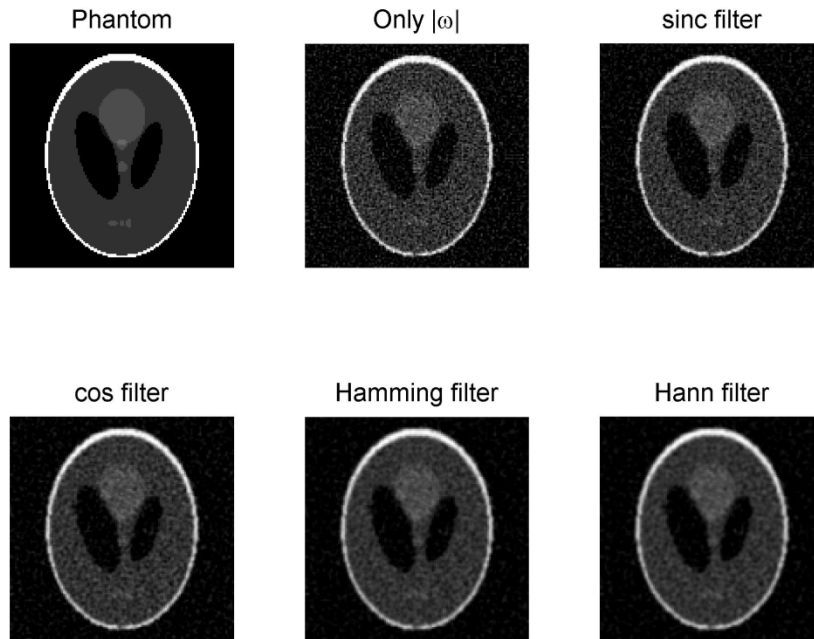 Phantom
Only |ω|
sinc filter
cos filter
Hamming filter
Hann filter